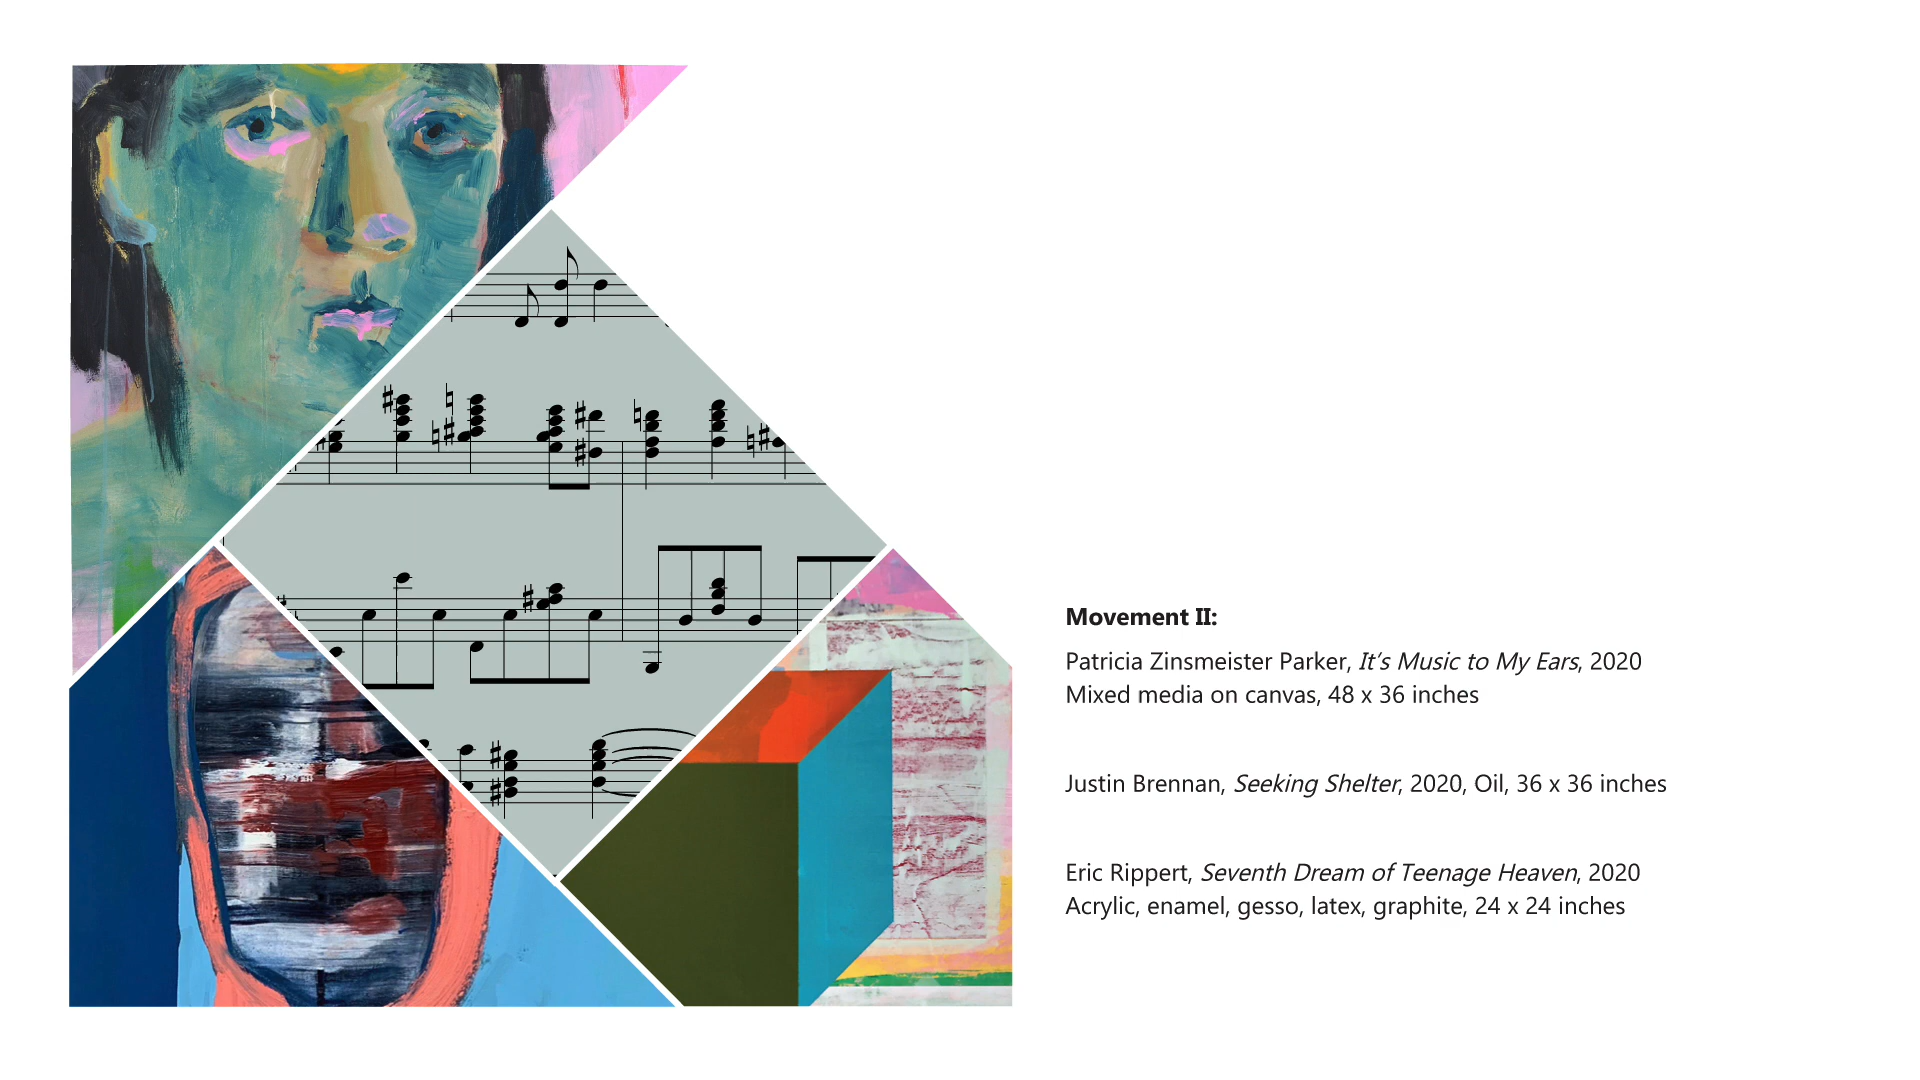 Movement II:
Patricia Zinsmeister Parker, It’s Music to My Ears, 2020
Mixed media on canvas, 48 x 36 inches
Justin Brennan, Seeking Shelter, 2020, Oil, 36 x 36 inches
Eric Rippert, Seventh Dream of Teenage Heaven, 2020
Acrylic, enamel, gesso, latex, graphite, 24 x 24 inches